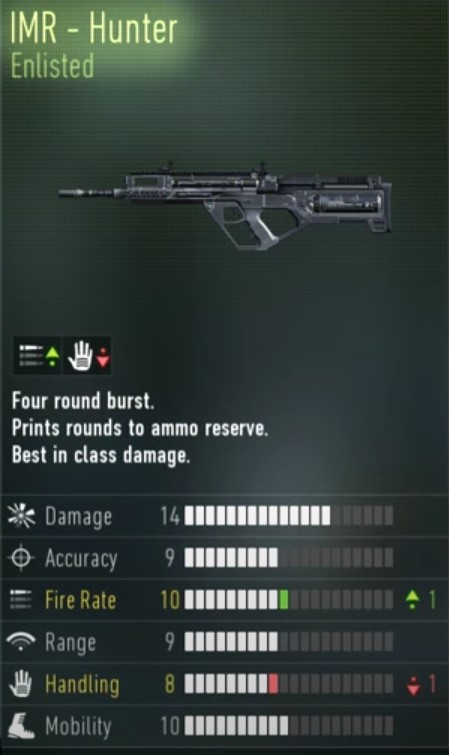 IMR - Hunter
Enlisted
Four round burst.
Prints rounds to ammo reserve.
Best in class damage.
Damage 14
Accuracy 9
Fire Rate 10 1
Range 9
Handling 8 1
Mobility 10